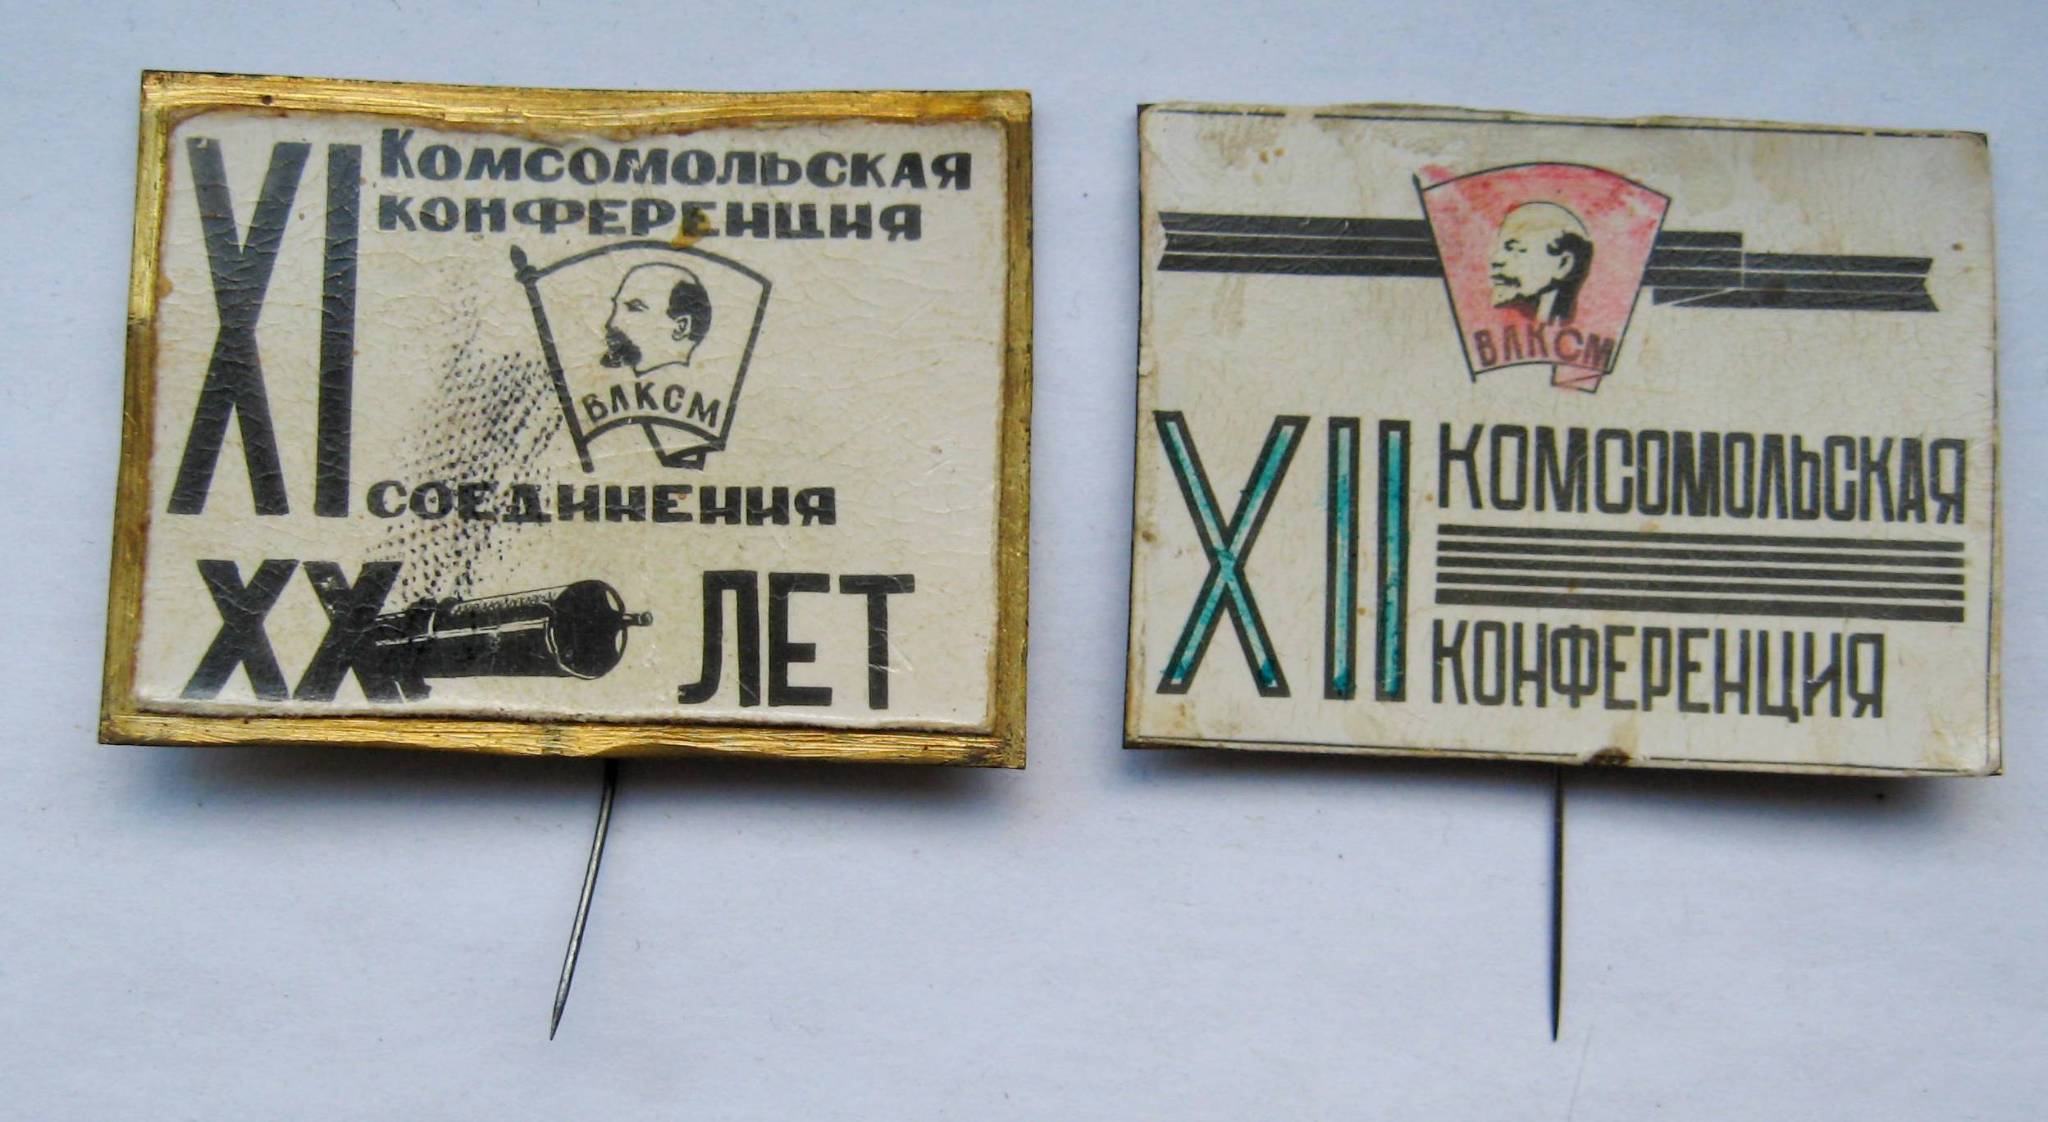 XI Комсомольская
конференция
ВЛКСМ
соединения
XX ЛЕТ
ВЛКСМ
XII КОМСОМОЛЬСКАЯ
КОНФЕРЕНЦИЯ